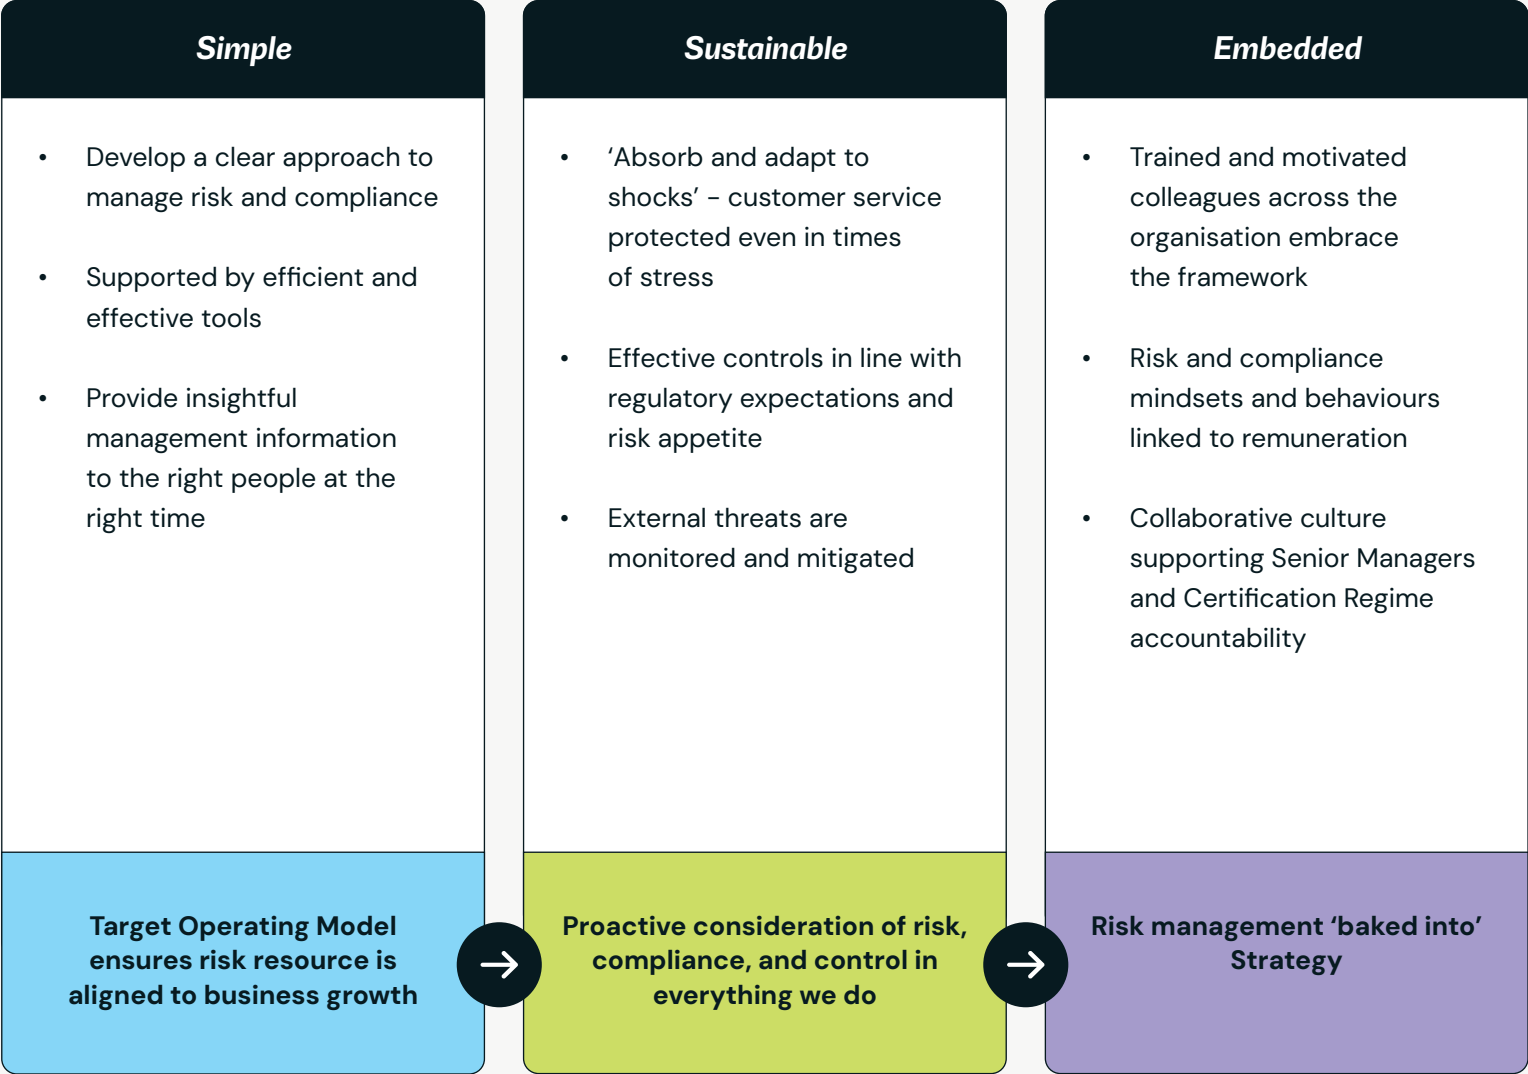 Simple
• Develop a clear approach to
manage risk and compliance
• Supported by efficient and
effective tools
• Provide insightful
management information
to the right people at the
right time
Target Operating Model
ensures risk resource is
aligned to business growth
Sustainable
• ‘Absorb and adapt to
shocks’ – customer service
protected even in times
of stress
• Effective controls in line with
regulatory expectations and
risk appetite
• External threats are
monitored and mitigated
Proactive consideration of risk,
compliance, and control in
everything we do
Embedded
• Trained and motivated
colleagues across the
organisation embrace
the framework
• Risk and compliance
mindsets and behaviours
linked to remuneration
• Collaborative culture
supporting Senior Managers
and Certification Regime
accountability
Risk management ‘baked into’
Strategy